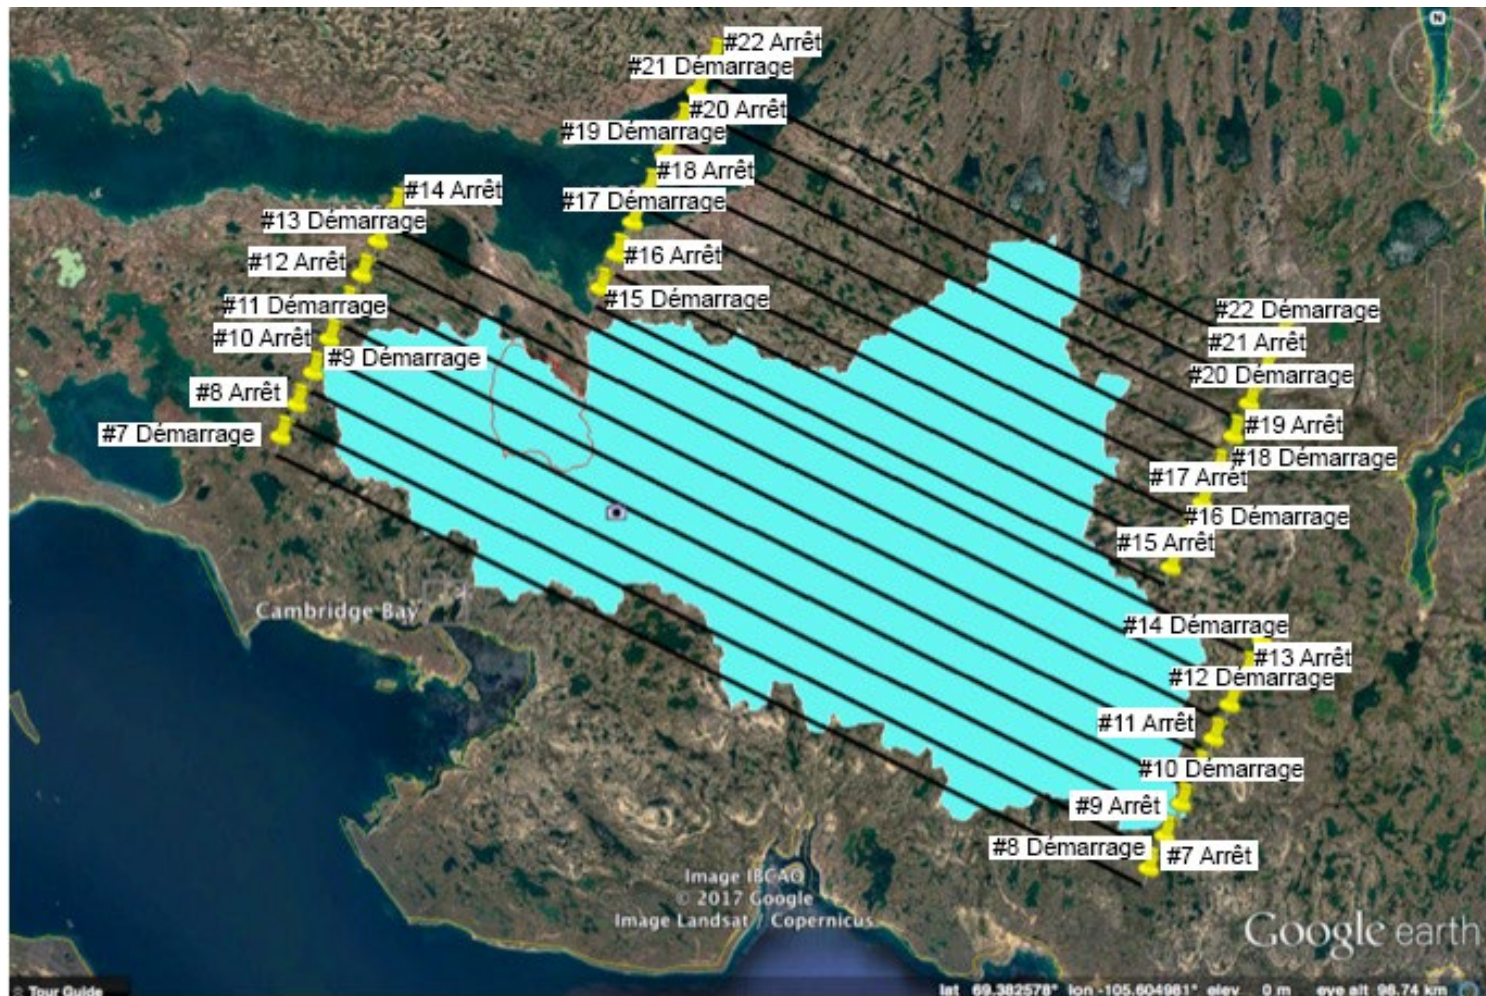 #22 Arrêt
#21 Démarrage
#20 Arrêt
#19 Démarrage
#18 Arrêt
#17 Démarrage
#16 Arrêt
#15 Démarrage
#14 Arrêt
#13 Démarrage
#12 Arrêt
#11 Démarrage
#10 Arrêt
#9 Démarrage
#8 Arrêt
#7 Démarrage
#22 Démarrage
#21 Arrêt
#20 Démarrage
#19 Arrêt
#18 Démarrage
#17 Arrêt
#16 Démarrage
#15 Arrêt
#14 Démarrage
#13 Arrêt
#12 Démarrage
#11 Arrêt
#10 Démarrage
#9 Arrêt
#8 Démarrage
#7 Arrêt
N
Cambridge Bay
Image IBCAO
© 2017 Google
Image Landsat / Copernicus
Google earth
Tour Guide
lat 69.382578° lon -105.604981° elev 0 m eye alt 98.74 km